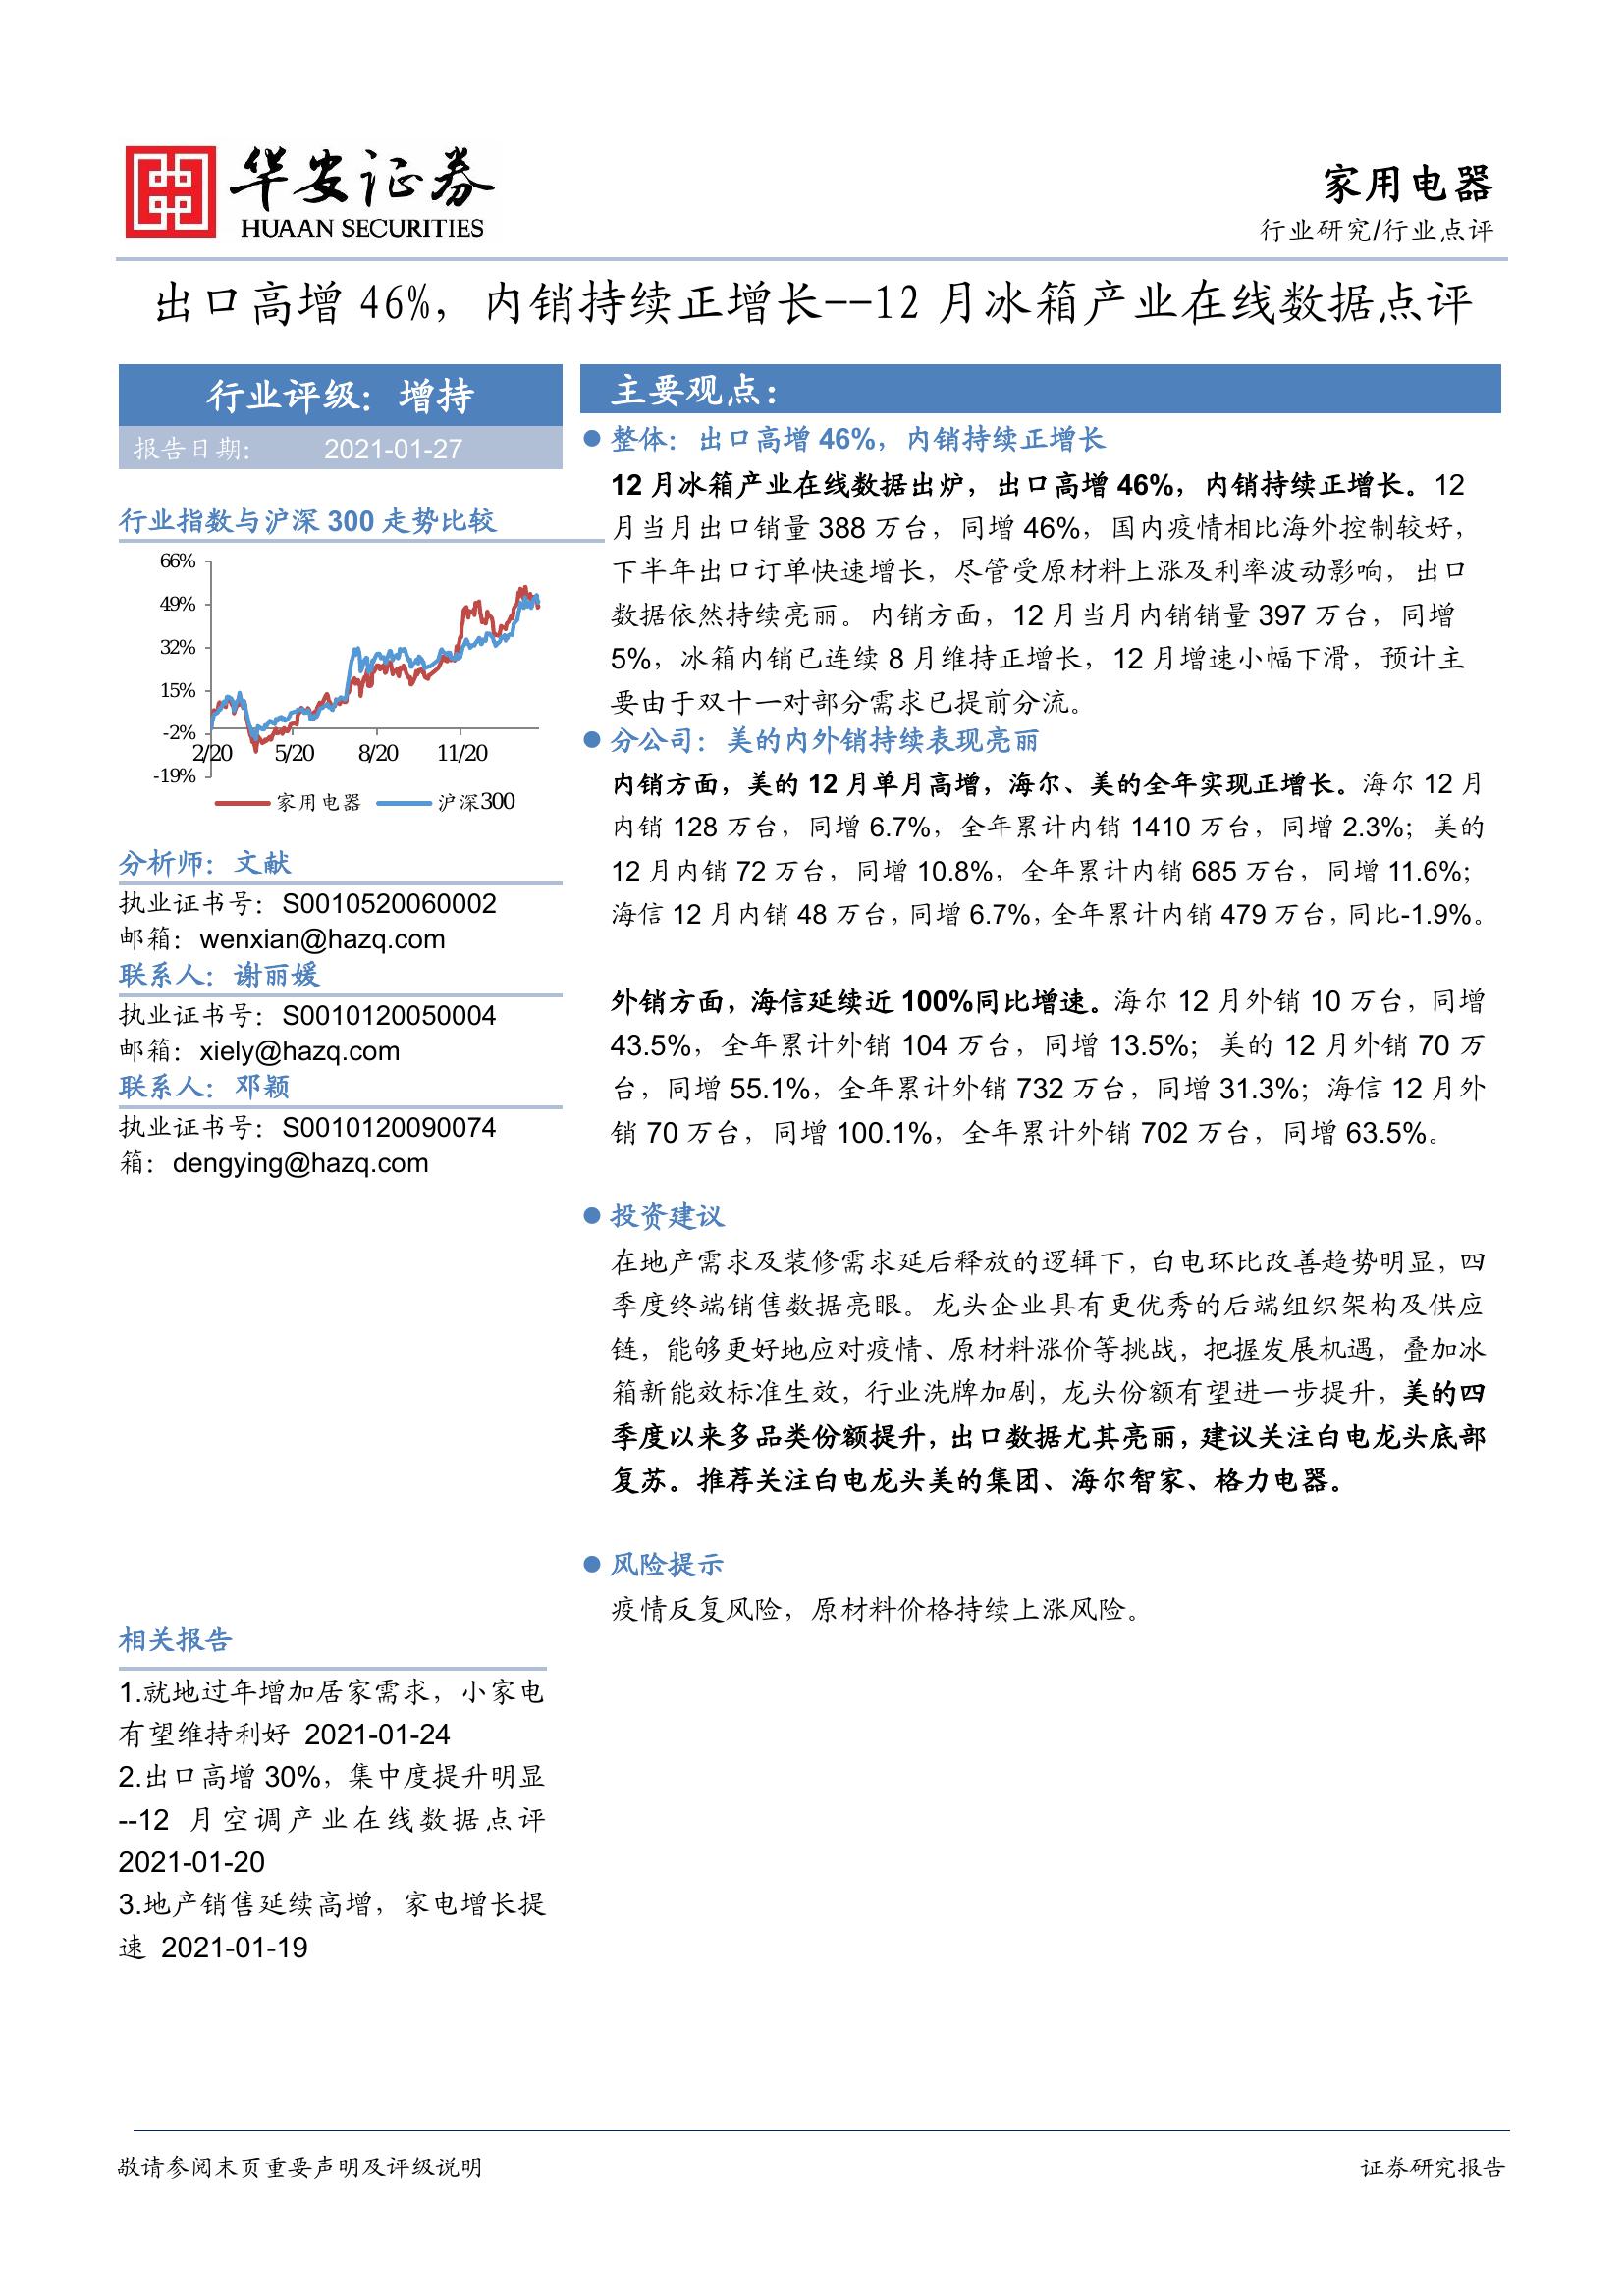 华安证券
HUAAN SECURITIES
家用电器
行业研究/行业点评
出口高增 46%，内销持续正增长--12 月冰箱产业在线数据点评
行业评级：增持
报告日期： 2021-01-27
行业指数与沪深 300 走势比较
66%
49%
32%
15%
-2%
-19%
2/20 5/20 8/20 11/20
家用电器 沪深300
分析师：文献
执业证书号：S0010520060002
邮箱：wenxian@hazq.com
联系人：谢丽媛
执业证书号：S0010120050004
邮箱：xiely@hazq.com
联系人：邓颖
执业证书号：S0010120090074
箱：dengying@hazq.com
相关报告
1.就地过年增加居家需求，小家电
有望维持利好 2021-01-24
2.出口高增 30%，集中度提升明显
--12 月空调产业在线数据点评
2021-01-20
3.地产销售延续高增，家电增长提
速 2021-01-19
主要观点：
● 整体：出口高增 46%，内销持续正增长
12 月冰箱产业在线数据出炉，出口高增 46%，内销持续正增长。12
月当月出口销量 388 万台，同增 46%，国内疫情相比海外控制较好，
下半年出口订单快速增长，尽管受原材料上涨及利率波动影响，出口
数据依然持续亮丽。内销方面，12 月当月内销销量 397 万台，同增
5%，冰箱内销已连续 8 月维持正增长，12 月增速小幅下滑，预计主
要由于双十一对部分需求已提前分流。
● 分公司：美的内外销持续表现亮丽
内销方面，美的 12 月单月高增，海尔、美的全年实现正增长。海尔 12 月
内销 128 万台，同增 6.7%，全年累计内销 1410 万台，同增 2.3%；美的
12 月内销 72 万台，同增 10.8%，全年累计内销 685 万台，同增 11.6%；
海信 12 月内销 48 万台，同增 6.7%，全年累计内销 479 万台，同比-1.9%。
外销方面，海信延续近 100%同比增速。海尔 12 月外销 10 万台，同增
43.5%，全年累计外销 104 万台，同增 13.5%；美的 12 月外销 70 万
台，同增 55.1%，全年累计外销 732 万台，同增 31.3%；海信 12 月外
销 70 万台，同增 100.1%，全年累计外销 702 万台，同增 63.5%。
● 投资建议
在地产需求及装修需求延后释放的逻辑下，白电环比改善趋势明显，四
季度终端销售数据亮眼。龙头企业具有更优秀的后端组织架构及供应
链，能够更好地应对疫情、原材料涨价等挑战，把握发展机遇，叠加冰
箱新能效标准生效，行业洗牌加剧，龙头份额有望进一步提升，美的四
季度以来多品类份额提升，出口数据尤其亮丽，建议关注白电龙头底部
复苏。推荐关注白电龙头美的集团、海尔智家、格力电器。
● 风险提示
疫情反复风险，原材料价格持续上涨风险。
敬请参阅末页重要声明及评级说明
证券研究报告